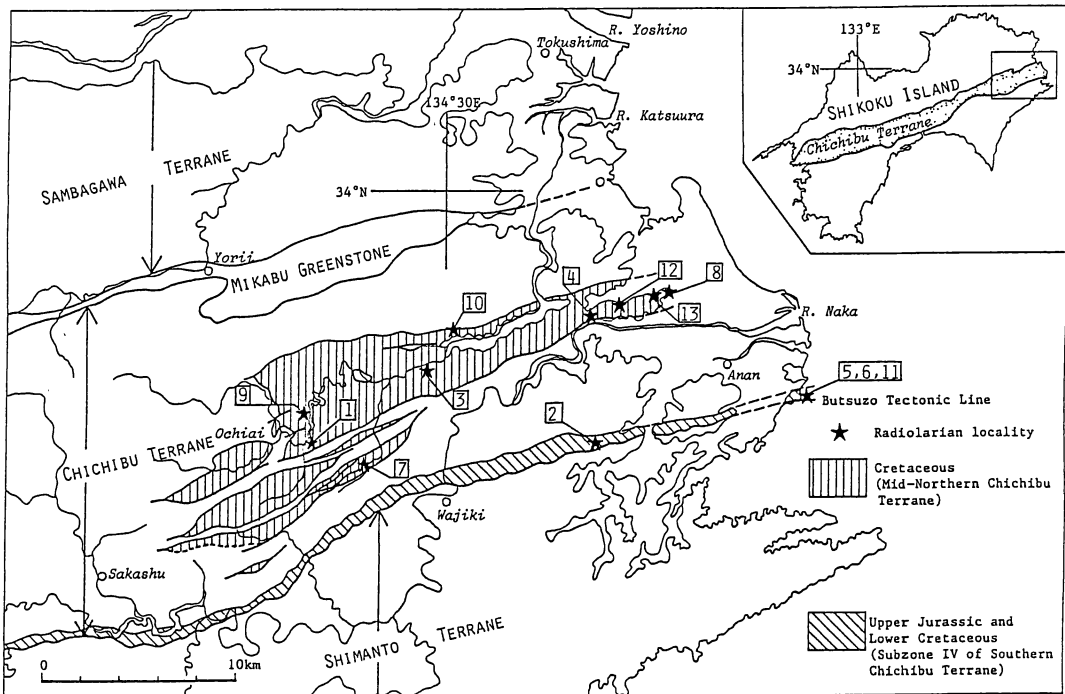 R. Yoshino
Tokushima
134°30E
R. Katsuura
SAMBAGAWA TERRANE
34°N
Yorii
MIKABU GREENSTONE
133°E
34°N
SHIKOKU ISLAND
Chichibu Terrane
4
12
8
10
13
R. Naka
Anan
5,6,11
Butsuzo Tectonic Line
9
1
3
2
Ochiai
CHICHIBU TERRANE
7
Wajiki
Sakashu
SHIMANTO TERRANE
0 10km
Radiolarian locality
Cretaceous
(Mid-Northern Chichibu
Terrane)
Upper Jurassic and
Lower Cretaceous
(Subzone IV of Southern
Chichibu Terrane)